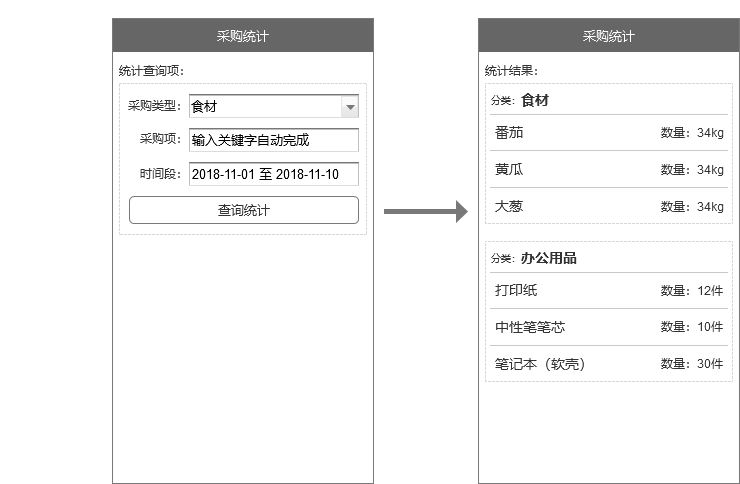 采购统计
统计查询项：
采购类型： 食材
采购项： 输入关键字自动完成
时间段： 2018-11-01 至 2018-11-10
查询统计
采购统计
统计结果：
分类：食材
番茄 数量：34kg
黄瓜 数量：34kg
大葱 数量：34kg
分类：办公用品
打印纸 数量：12件
中性笔笔芯 数量：10件
笔记本（软壳） 数量：30件